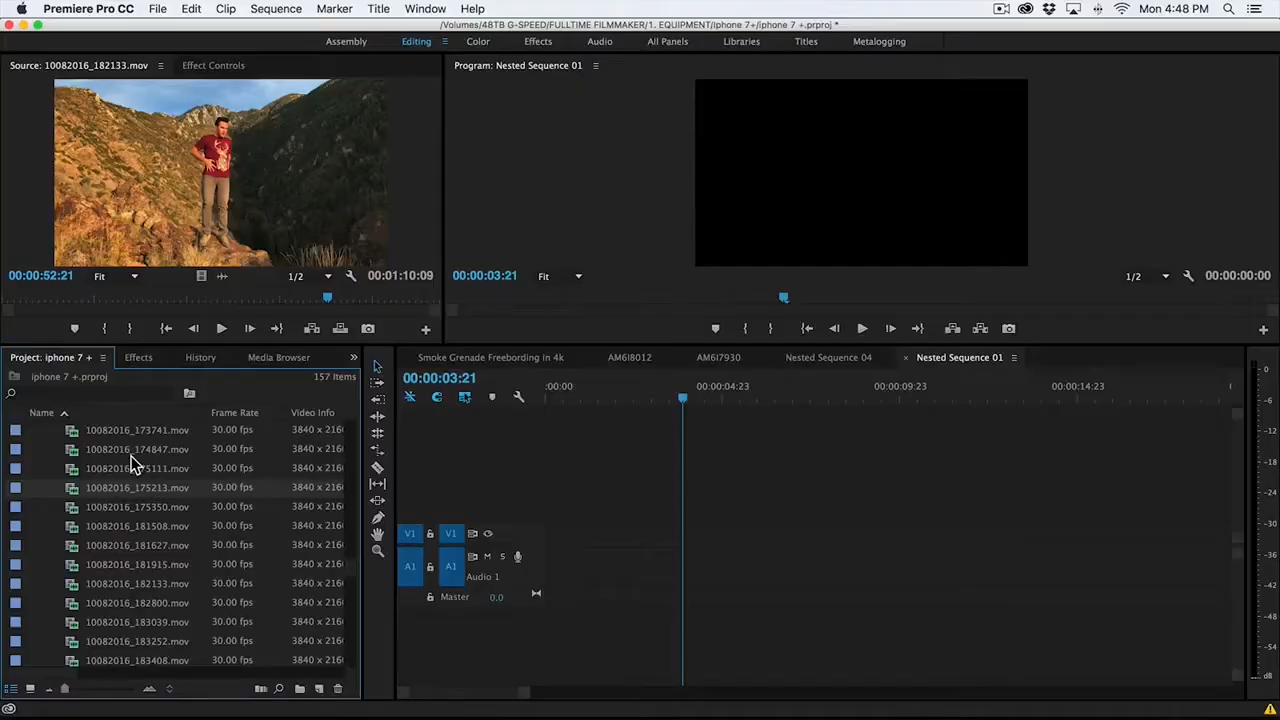 Premiere Pro CC File Edit Clip Sequence Marker Title Window Help Mon 4:48 PM
/Volumes/48TB G-SPEED/FULLTIME FILMMAKER/1. EQUIPMENT/Iphone 7+/iphone 7 +.prproj *
Assembly Editing Color Effects Audio All Panels Libraries Titles Metalogging
Source: 10082016_182133.mov Effect Controls Program: Nested Sequence 01
00:00:52:21 Fit 1/2 00:01:10:09 00:00:03:21 Fit 1/2 00:00:00:00
Project: iphone 7 + Effects History Media Browser Smoke Grenade Freebording in 4k AM6I8012 AM6I7930 Nested Sequence 04 Nested Sequence 01
iphone 7 +.prproj 157 Items 00:00:03:21
:00:00 00:00:04:23 00:00:09:23 00:00:14:23
Name Frame Rate Video Info
10082016_173741.mov 30.00 fps 3840 x 216
10082016_174847.mov 30.00 fps 3840 x 216
30.00 fps 3840 x 216
10082016_175213.mov 30.00 fps 3840 x 216
10082016_175350.mov 30.00 fps 3840 x 216
10082016_181508.mov 30.00 fps 3840 x 216
10082016_181627.mov 30.00 fps 3840 x 216
10082016_181915.mov 30.00 fps 3840 x 216
10082016_182133.mov 30.00 fps 3840 x 216
10082016_182800.mov 30.00 fps 3840 x 216
10082016_183039.mov 30.00 fps 3840 x 216
10082016_183252.mov 30.00 fps 3840 x 216
10082016_183408.mov 30.00 fps 3840 x 216
V1 V1
A1 A1 M S
Audio 1
Master 0.0
0
-6
-12
-18
-24
-30
-36
-42
-48
-54
dB